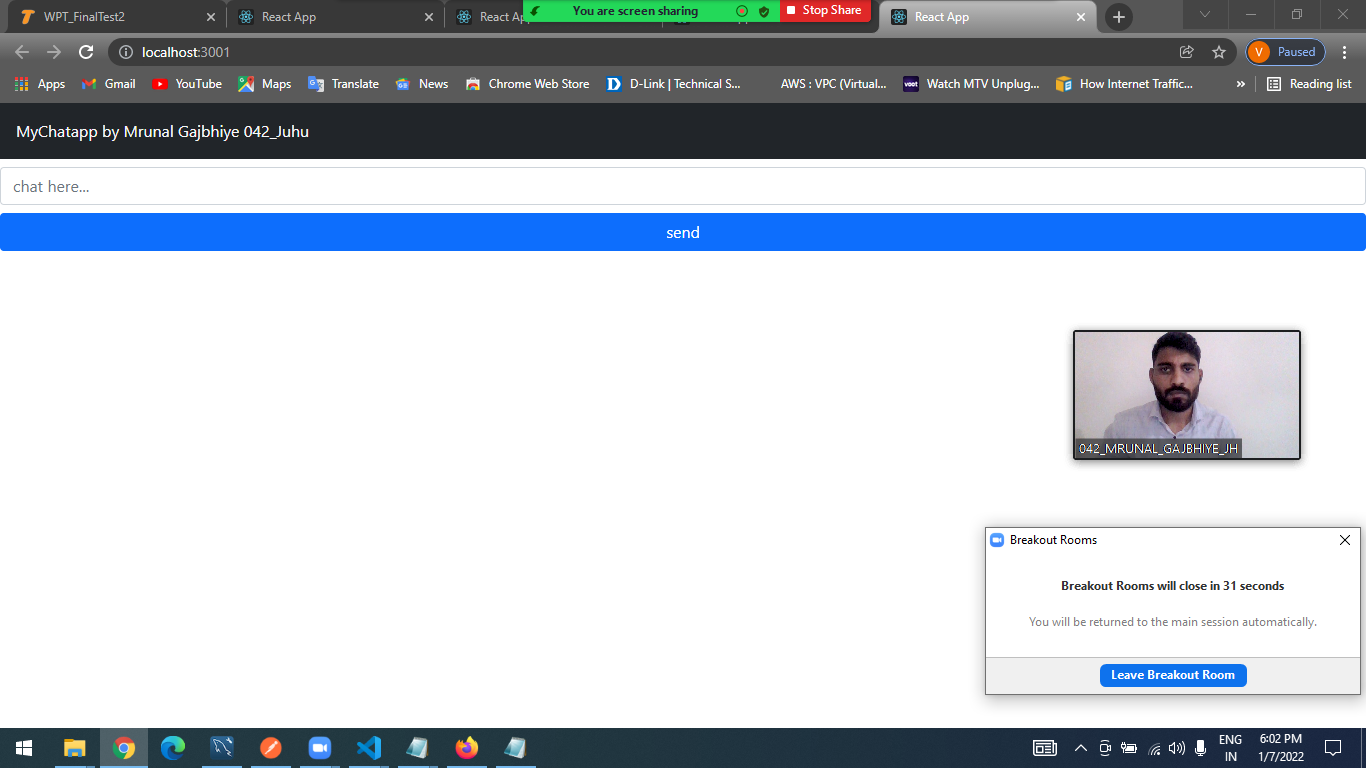 WPT_FinalTest2
React App
React Ap
You are screen sharing
Stop Share
React App
localhost:3001
V
Paused
Apps
Gmail
YouTube
Maps
Translate
News
Chrome Web Store
D-Link | Technical S...
AWS : VPC (Virtual...
voot
Watch MTV Unplug...
How Internet Traffic...
»
Reading list
MyChatapp by Mrunal Gajbhiye 042_Juhu
chat here...
send
042_MRUNAL_GAJBHIYE_JH
Breakout Rooms
Breakout Rooms will close in 31 seconds
You will be returned to the main session automatically.
Leave Breakout Room
ENG
IN
6:02 PM
1/7/2022